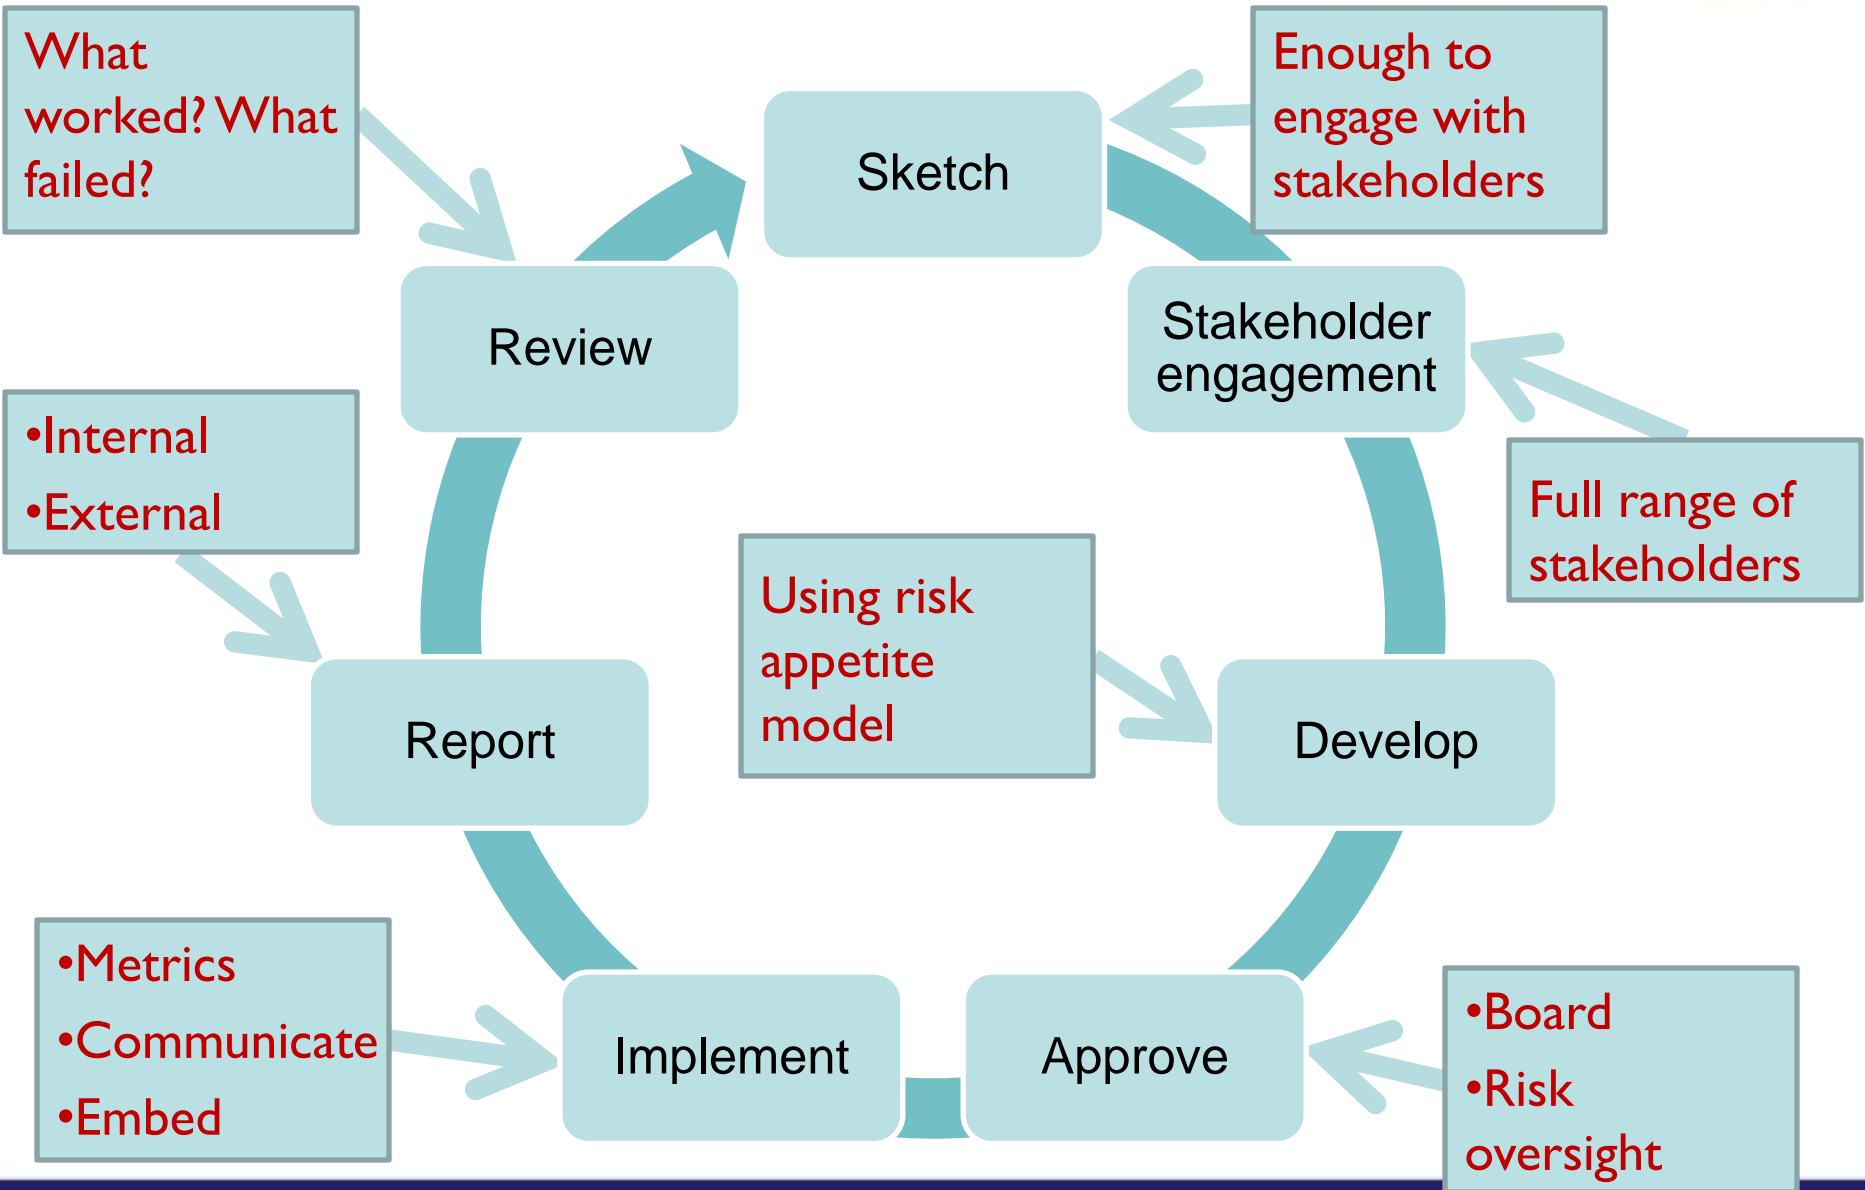 What
worked? What
failed?
Sketch
Enough to
engage with
stakeholders
Review
Stakeholder
engagement
•Internal
•External
Full range of
stakeholders
Using risk
appetite
model
Report
Develop
•Metrics
•Communicate
•Embed
Implement
Approve
•Board
•Risk
oversight